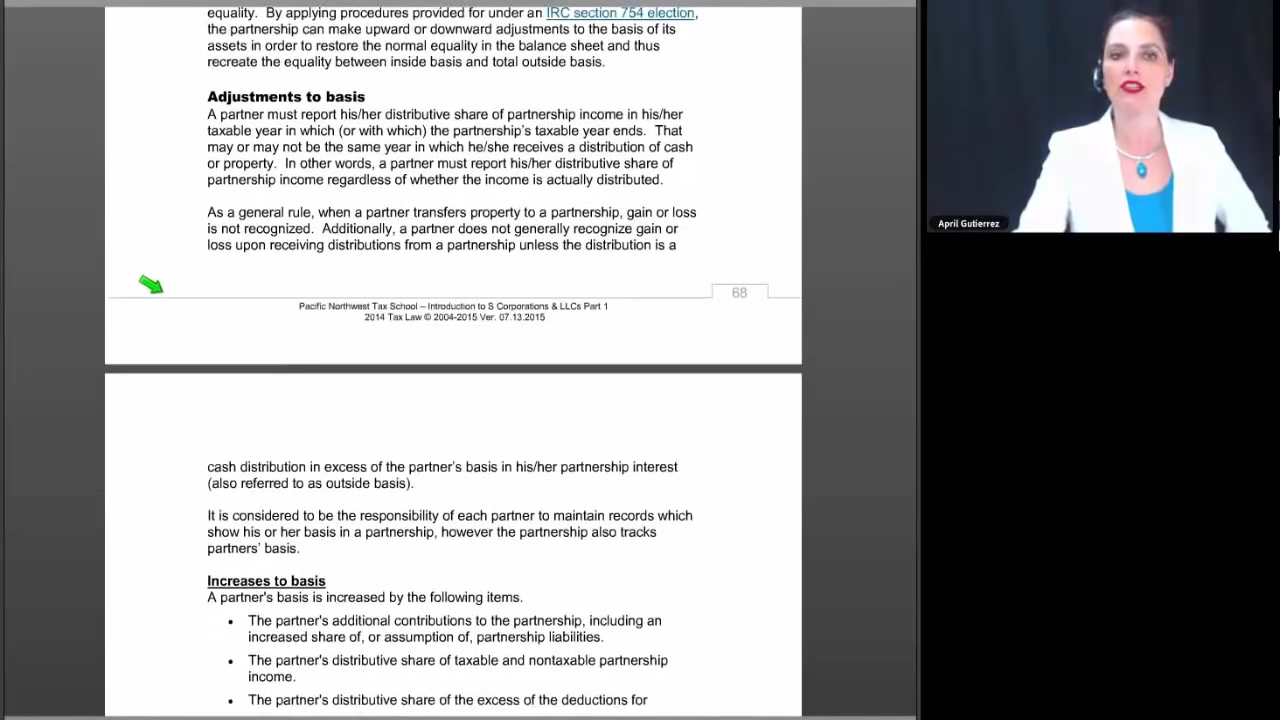 equality. By applying procedures provided for under an IRC section 754 election,
the partnership can make upward or downward adjustments to the basis of its
assets in order to restore the normal equality in the balance sheet and thus
recreate the equality between inside basis and total outside basis.
Adjustments to basis
A partner must report his/her distributive share of partnership income in his/her
taxable year in which (or with which) the partnership's taxable year ends. That
may or may not be the same year in which he/she receives a distribution of cash
or property. In other words, a partner must report his/her distributive share of
partnership income regardless of whether the income is actually distributed.
As a general rule, when a partner transfers property to a partnership, gain or loss
is not recognized. Additionally, a partner does not generally recognize gain or
loss upon receiving distributions from a partnership unless the distribution is a
68
Pacific Northwest Tax School – Introduction to S Corporations & LLCs Part 1
2014 Tax Law © 2004-2015 Ver. 07.13.2015
cash distribution in excess of the partner's basis in his/her partnership interest
(also referred to as outside basis).
It is considered to be the responsibility of each partner to maintain records which
show his or her basis in a partnership, however the partnership also tracks
partners' basis.
Increases to basis
A partner's basis is increased by the following items.
• The partner's additional contributions to the partnership, including an
increased share of, or assumption of, partnership liabilities.
• The partner's distributive share of taxable and nontaxable partnership
income.
• The partner's distributive share of the excess of the deductions for
April Gutierrez